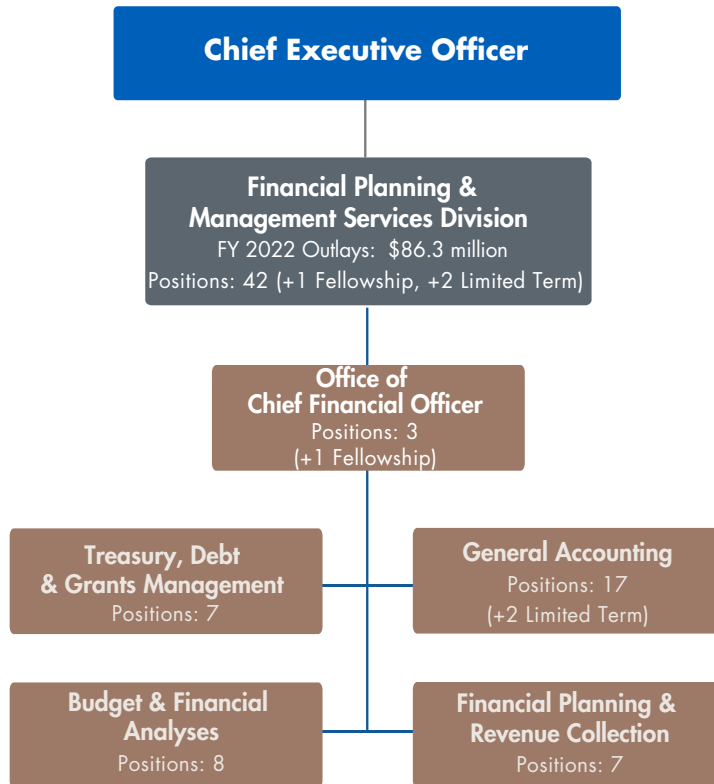 Chief Executive Officer
Financial Planning &
Management Services Division
FY 2022 Outlays: $86.3 million
Positions: 42 (+1 Fellowship, +2 Limited Term)
Office of
Chief Financial Officer
Positions: 3
(+1 Fellowship)
Treasury, Debt
& Grants Management
Positions: 7
General Accounting
Positions: 17
(+2 Limited Term)
Budget & Financial
Analyses
Positions: 8
Financial Planning &
Revenue Collection
Positions: 7